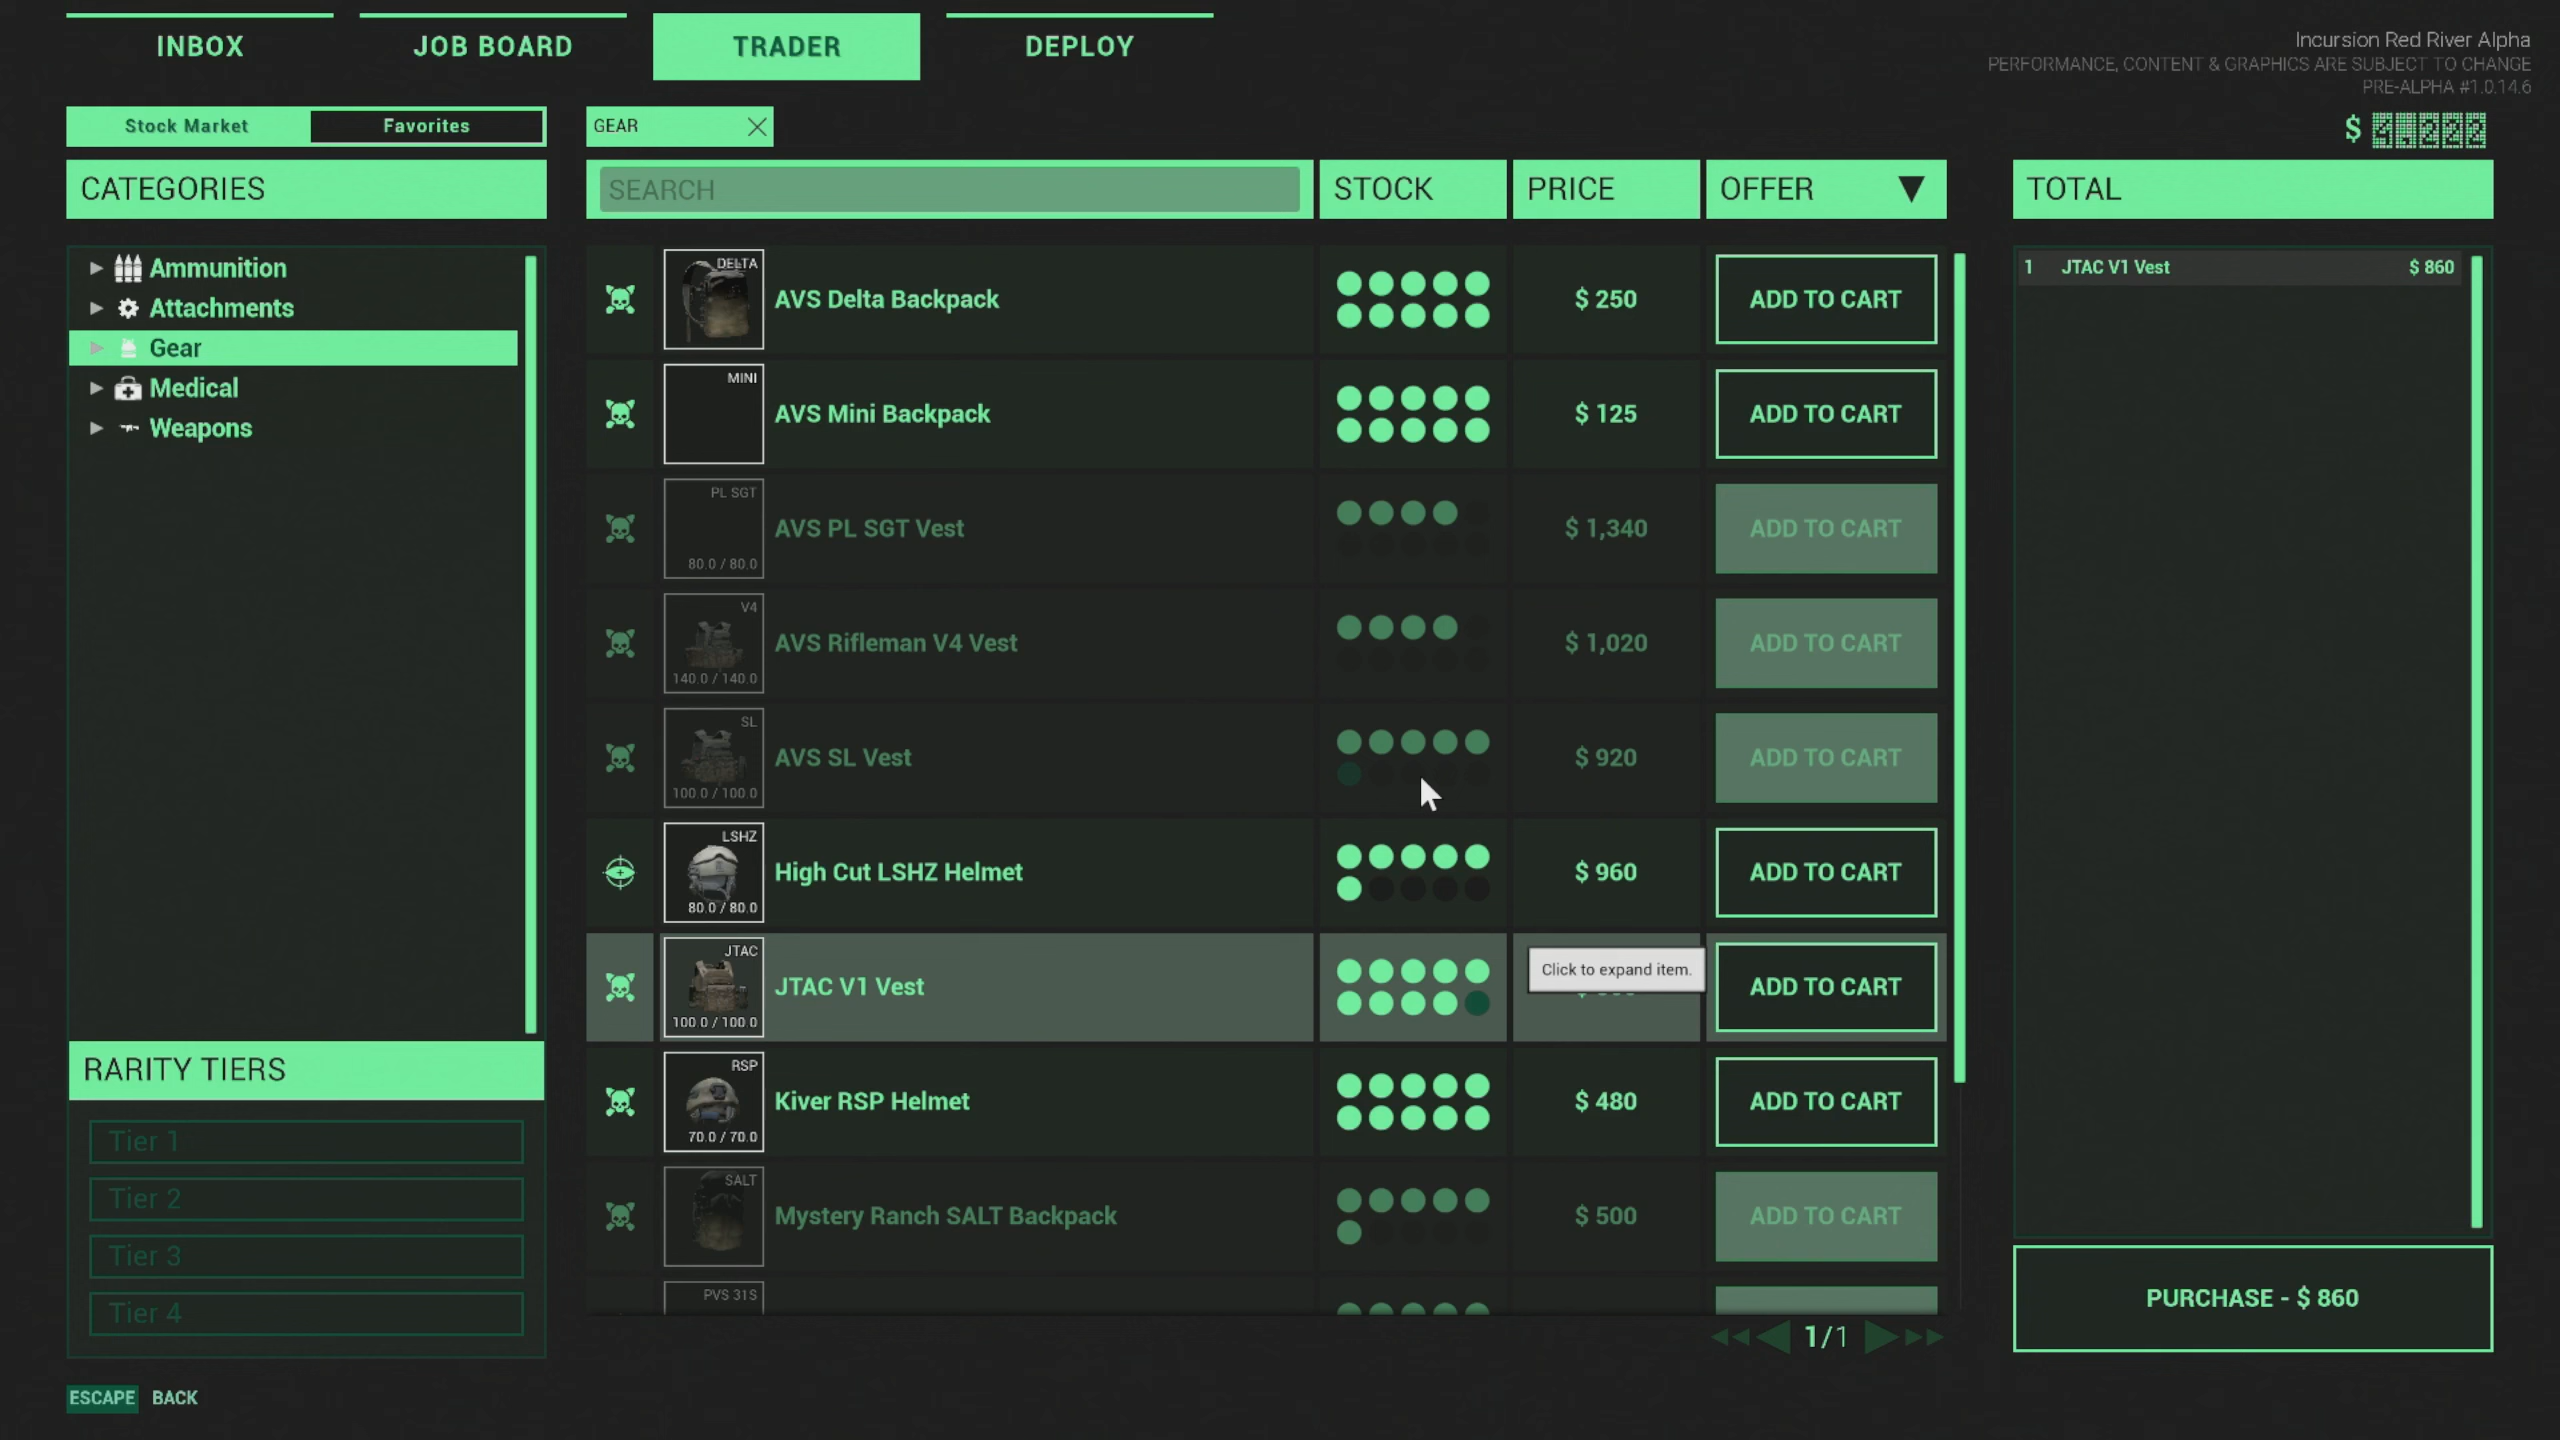 INBOX
JOB BOARD
TRADER
DEPLOY
Incursion Red River Alpha
PERFORMANCE, CONTENT & GRAPHICS ARE SUBJECT TO CHANGE
PRE-ALPHA #1.0.14.6
Stock Market
Favorites
GEAR
$
CATEGORIES
SEARCH
STOCK
PRICE
OFFER
TOTAL
Ammunition
Attachments
Gear
Medical
Weapons
DELTA
AVS Delta Backpack
$ 250
ADD TO CART
MINI
AVS Mini Backpack
$ 125
ADD TO CART
PL SGT
80.0 / 80.0
AVS PL SGT Vest
$ 1,340
ADD TO CART
V4
140.0 / 140.0
AVS Rifleman V4 Vest
$ 1,020
ADD TO CART
SL
100.0 / 100.0
AVS SL Vest
$ 920
ADD TO CART
LSHZ
80.0 / 80.0
High Cut LSHZ Helmet
$ 960
ADD TO CART
JTAC
100.0 / 100.0
JTAC V1 Vest
Click to expand item.
ADD TO CART
RSP
70.0 / 70.0
Kiver RSP Helmet
$ 480
ADD TO CART
SALT
Mystery Ranch SALT Backpack
$ 500
ADD TO CART
PVS 31S
1/1
1 JTAC V1 Vest $ 860
PURCHASE - $ 860
RARITY TIERS
Tier 1
Tier 2
Tier 3
Tier 4
ESCAPE BACK